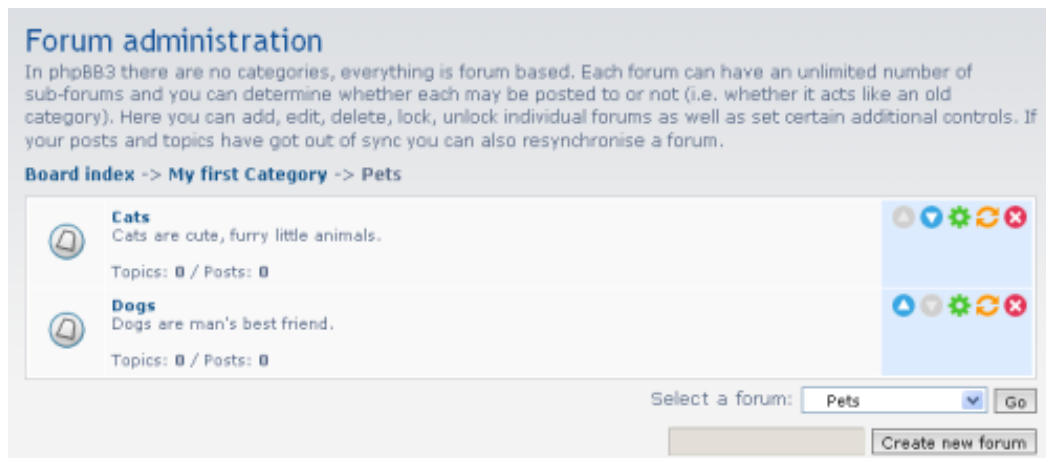 Forum administration
In phpBB3 there are no categories, everything is forum based. Each forum can have an unlimited number of
sub-forums and you can determine whether each may be posted to or not (i.e. whether it acts like an old
category). Here you can add, edit, delete, lock, unlock individual forums as well as set certain additional controls. If
your posts and topics have got out of sync you can also resynchronise a forum.
Board index -> My first Category -> Pets
Cats
Cats are cute, furry little animals.
Topics: 0 / Posts: 0
Dogs
Dogs are man's best friend.
Topics: 0 / Posts: 0
Select a forum: Pets Go
Create new forum